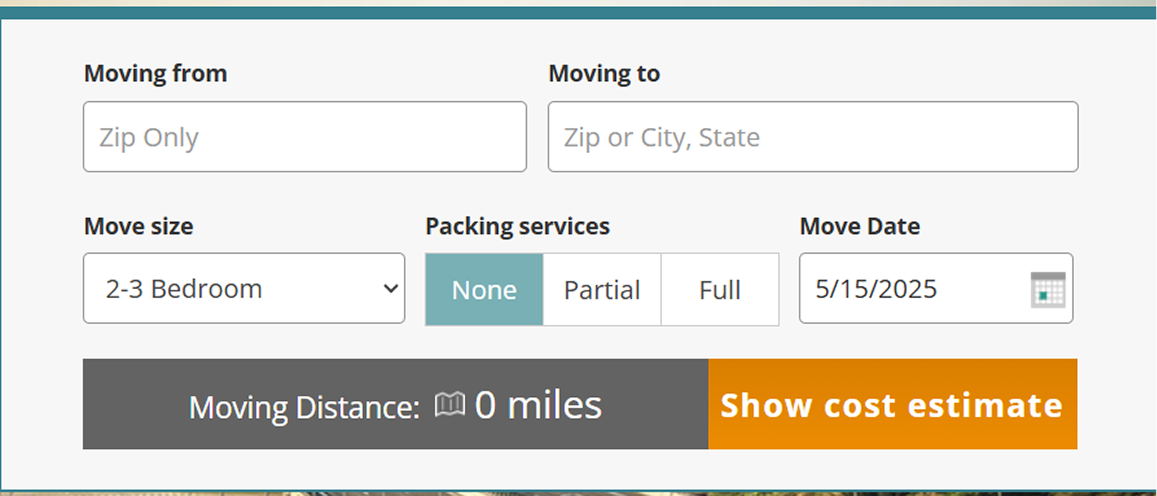 Moving from
Moving to
Zip Only
Zip or City, State
Move size
Packing services
Move Date
2-3 Bedroom
None
Partial
Full
5/15/2025
Moving Distance: 0 miles
Show cost estimate